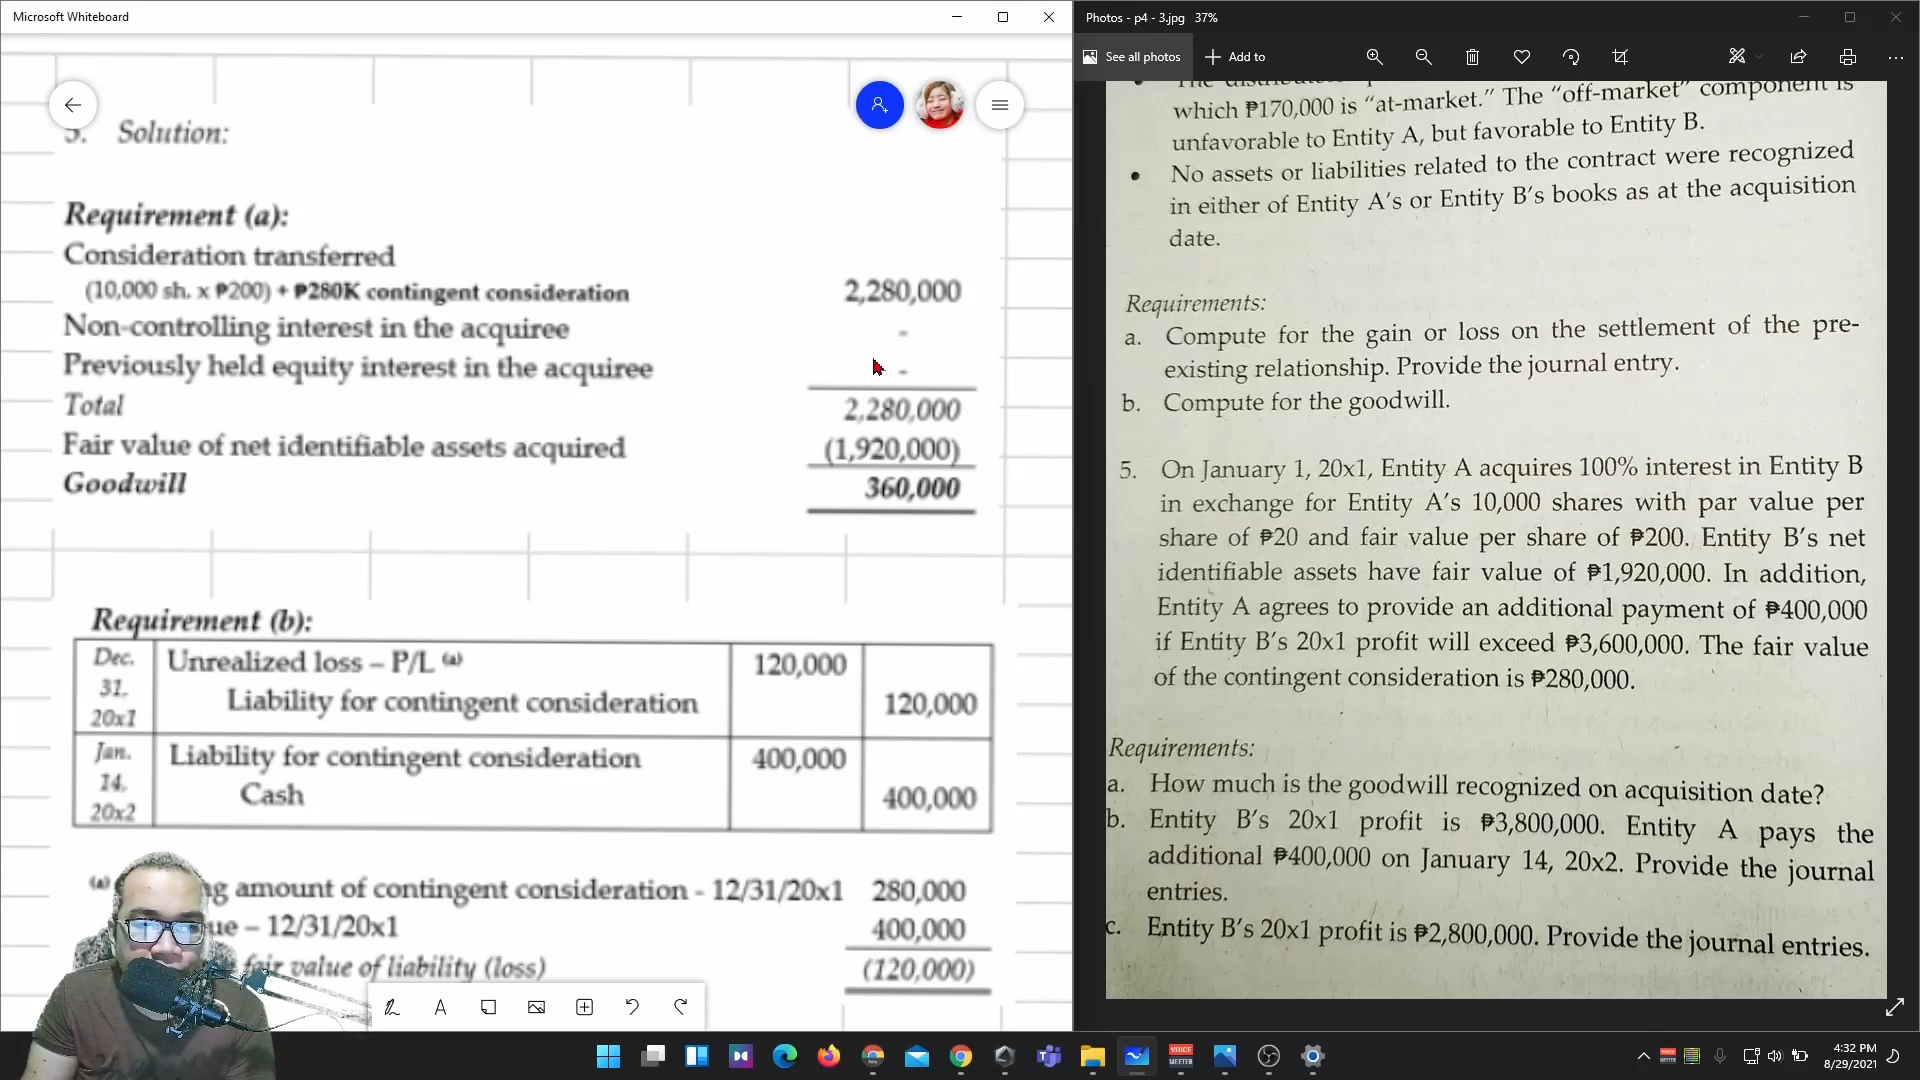 Microsoft Whiteboard
5. Solution:
Requirement (a):
Consideration transferred
(10,000 sh. x ₱200) + ₱280K contingent consideration 2,280,000
Non-controlling interest in the acquiree -
Previously held equity interest in the acquiree -
Total 2,280,000
Fair value of net identifiable assets acquired (1,920,000)
Goodwill 360,000
Requirement (b):
Dec. 31, 20x1 Unrealized loss – P/L (a) 120,000
Liability for contingent consideration 120,000
Jan. 14, 20x2 Liability for contingent consideration 400,000
Cash 400,000
(a) ng amount of contingent consideration - 12/31/20x1 280,000
ue – 12/31/20x1 400,000
fair value of liability (loss) (120,000)
Photos - p4 - 3.jpg 37%
See all photos
Add to
which ₱170,000 is “at-market.” The “off-market” component is
unfavorable to Entity A, but favorable to Entity B.
• No assets or liabilities related to the contract were recognized
in either of Entity A’s or Entity B’s books as at the acquisition
date.
Requirements:
a. Compute for the gain or loss on the settlement of the pre-
existing relationship. Provide the journal entry.
b. Compute for the goodwill.
5. On January 1, 20x1, Entity A acquires 100% interest in Entity B
in exchange for Entity A’s 10,000 shares with par value per
share of ₱20 and fair value per share of ₱200. Entity B’s net
identifiable assets have fair value of ₱1,920,000. In addition,
Entity A agrees to provide an additional payment of ₱400,000
if Entity B’s 20x1 profit will exceed ₱3,600,000. The fair value
of the contingent consideration is ₱280,000.
Requirements:
a. How much is the goodwill recognized on acquisition date?
b. Entity B’s 20x1 profit is ₱3,800,000. Entity A pays the
additional ₱400,000 on January 14, 20x2. Provide the journal
entries.
c. Entity B’s 20x1 profit is ₱2,800,000. Provide the journal entries.
VOICE MEETER
4:32 PM
8/29/2021